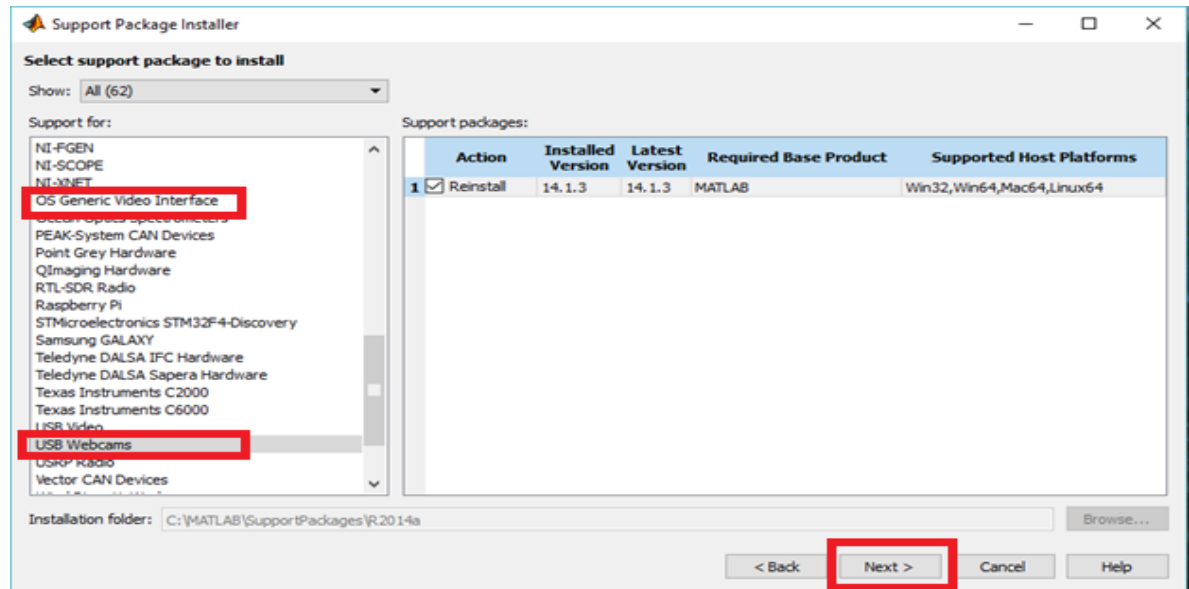 Support Package Installer
Select support package to install
Show: All (62)
Support for:
NI-FGEN
NI-SCOPE
NI-XNET
OS Generic Video Interface
Ocean Optics Spectrometers
PEAK-System CAN Devices
Point Grey Hardware
QImaging Hardware
RTL-SDR Radio
Raspberry Pi
STMicroelectronics STM32F4-Discovery
Samsung GALAXY
Teledyne DALSA IFC Hardware
Teledyne DALSA Sapera Hardware
Texas Instruments C2000
Texas Instruments C6000
USB Video
USB Webcams
USRP Radio
Vector CAN Devices
Support packages:
Action Installed Version Latest Version Required Base Product Supported Host Platforms
1 Reinstall 14.1.3 14.1.3 MATLAB Win32,Win64,Mac64,Linux64
Installation folder: C:\MATLAB\SupportPackages\R2014a Browse...
< Back Next > Cancel Help